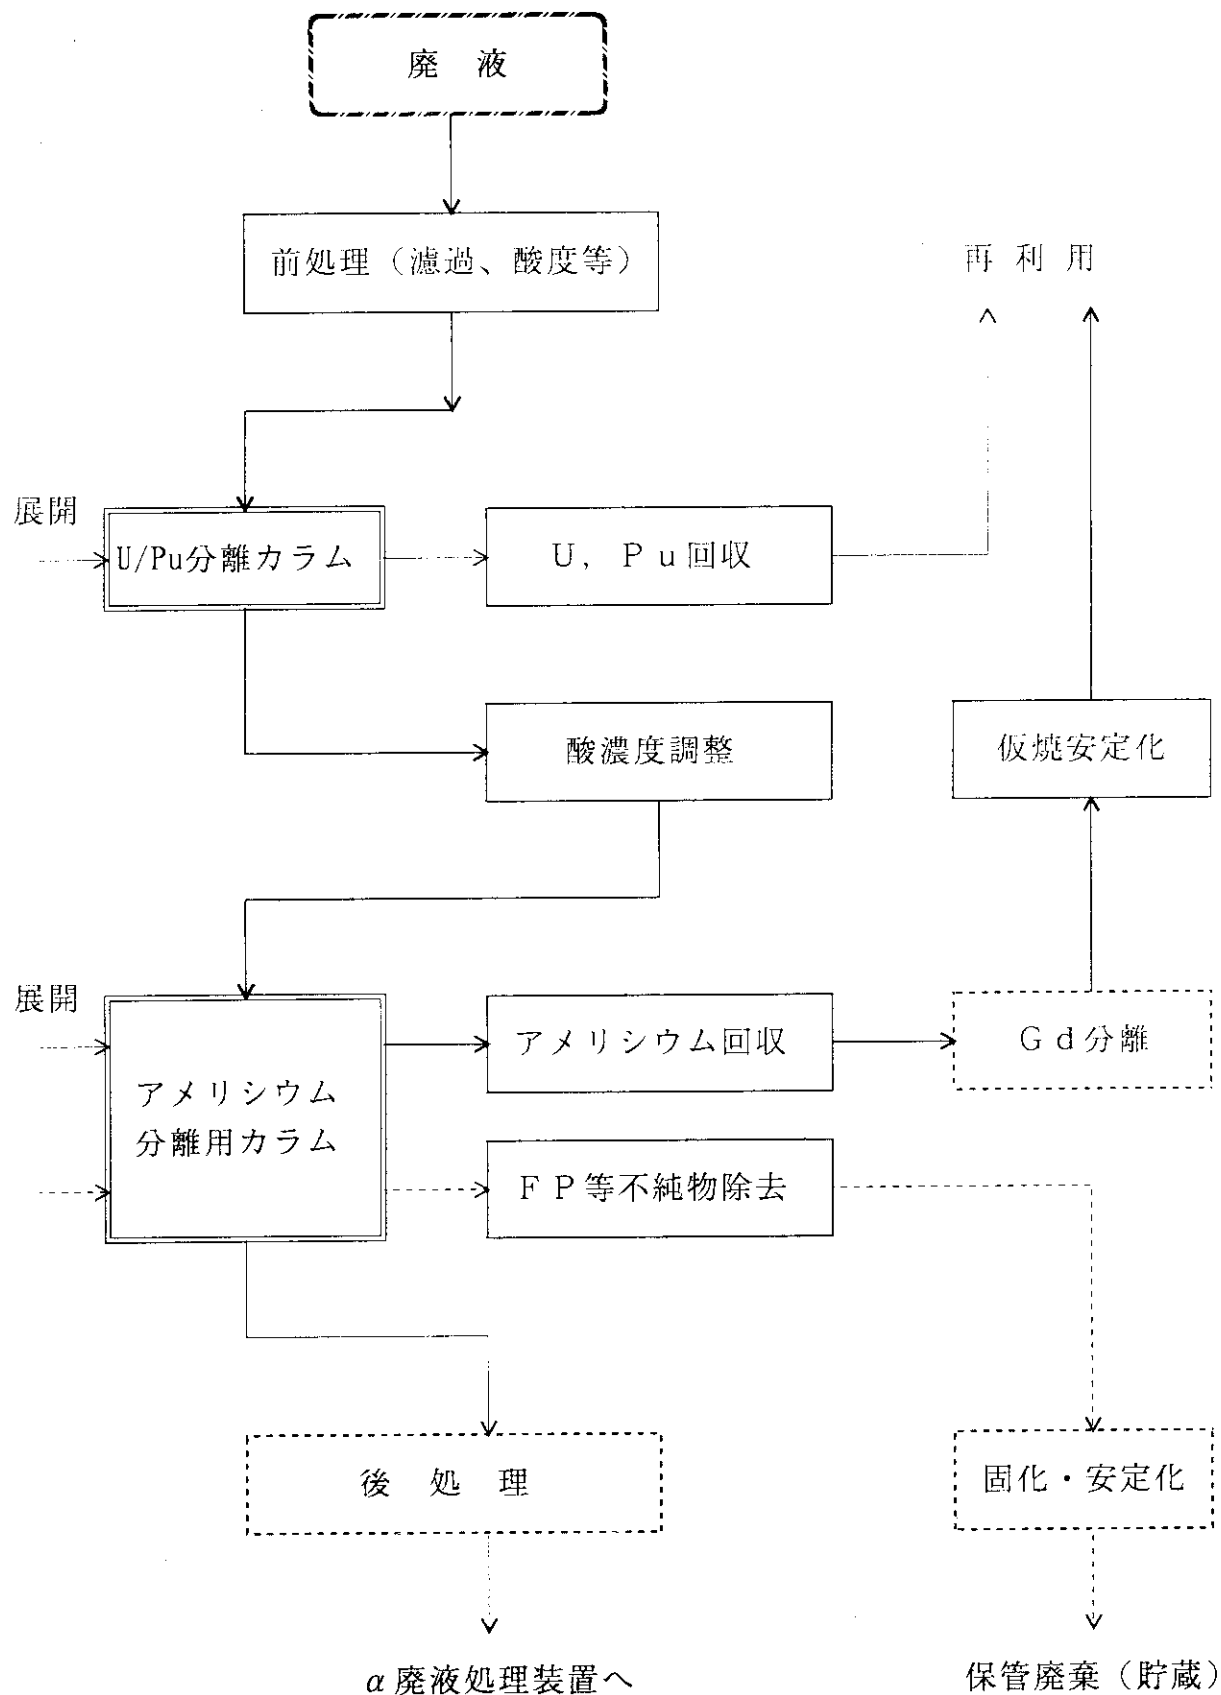 廃 液
前処理（濾過、酸度等）
再 利 用
展開
U/Pu分離カラム
Ｕ，Ｐｕ回収
酸濃度調整
仮焼安定化
展開
アメリシウム
分離用カラム
アメリシウム回収
Ｇｄ分離
ＦＰ等不純物除去
後 処 理
固化・安定化
α廃液処理装置へ
保管廃棄（貯蔵）